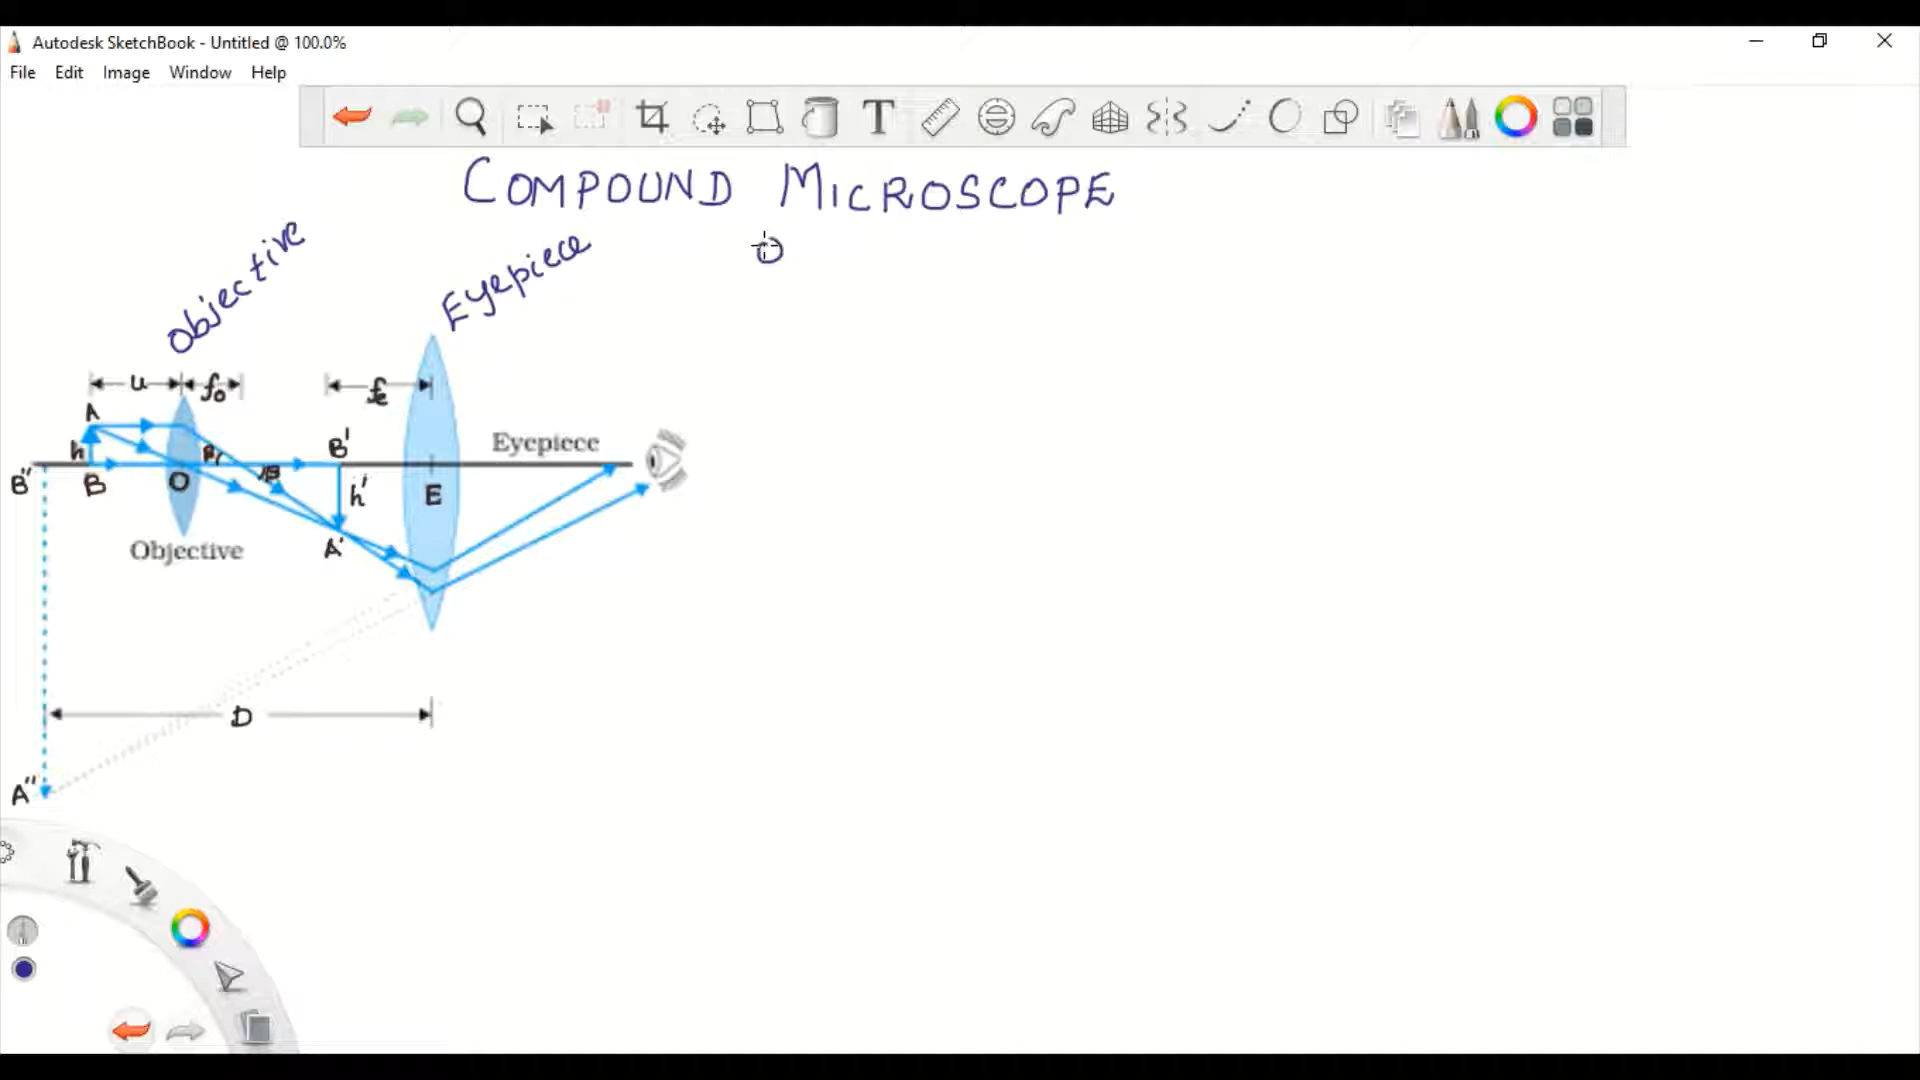 Autodesk SketchBook - Untitled @ 100.0%
File Edit Image Window Help
T
COMPOUND MICROSCOPE
Objective
Eyepiece
u
fo
fe
A
h
B'
Eyepiece
B"
B
O
h'
E
A'
Objective
D
A"